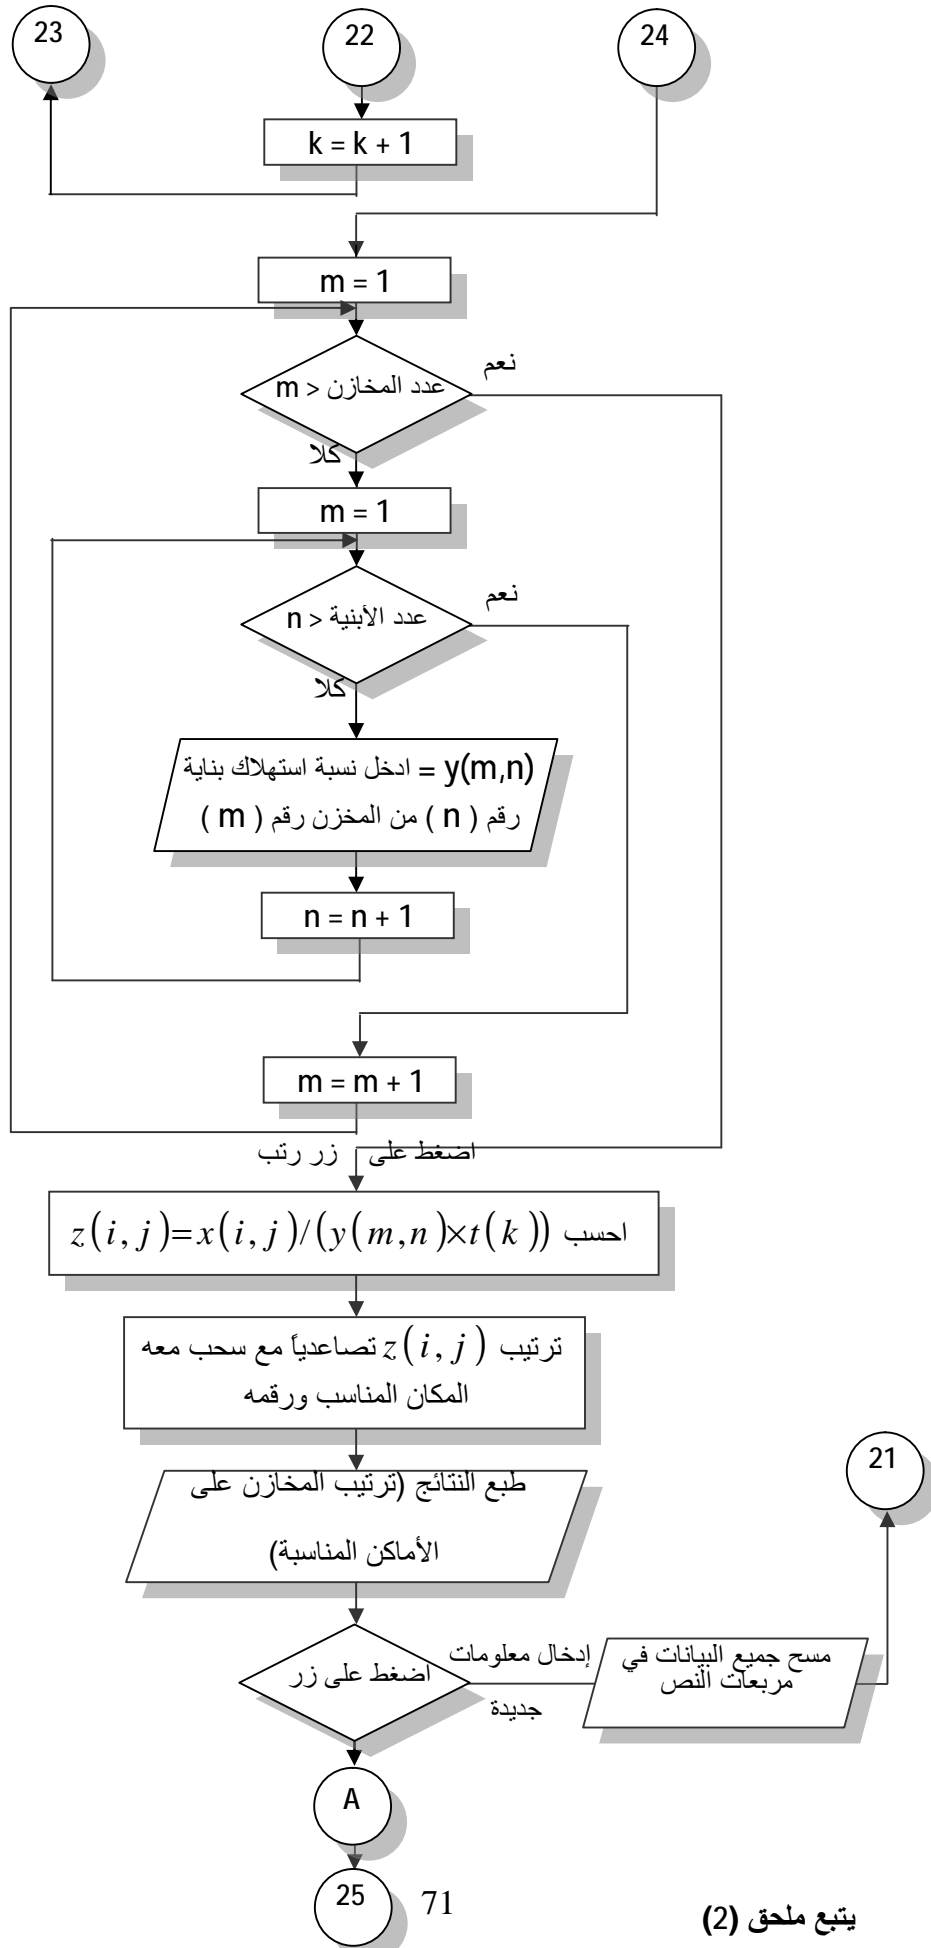 23
22
24
k = k + 1
m = 1
عدد المخازن < m
نعم
كلا
m = 1
عدد الأبنية < n
نعم
كلا
y(m,n) = ادخل نسبة استهلاك بناية
رقم ( n ) من المخزن رقم ( m )
n = n + 1
m = m + 1
اضغط على زر رتب
احسب z(i,j)=x(i,j)/(y(m,n)×t(k))
ترتيب z(i,j) تصاعدياً مع سحب معه
المكان المناسب ورقمه
طبع النتائج (ترتيب المخازن على
الأماكن المناسبة)
21
اضغط على زر
إدخال معلومات
جديدة
مسح جميع البيانات في
مربعات النص
A
25
71
يتبع ملحق (2)